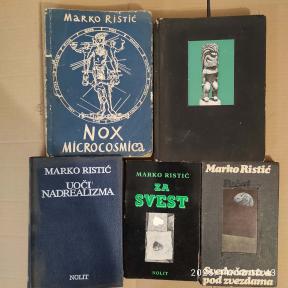 MARKO RISTIĆ
NOX
MICROCOSMICA
MARKO RISTIĆ
UOČI
NADREALIZMA
NOLIT
MARKO RISTIĆ
ZA
SVEST
NOLIT
Marko Ristić
Svedočanstva
pod zvezdama